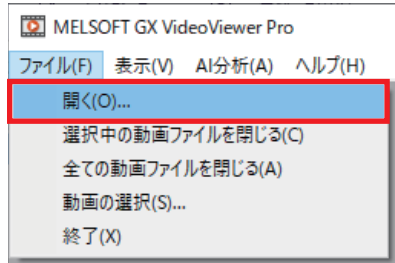 MELSOFT GX VideoViewer Pro
ファイル(F) 表示(V) AI分析(A) ヘルプ(H)
開く(O)...
選択中の動画ファイルを閉じる(C)
全ての動画ファイルを閉じる(A)
動画の選択(S)...
終了(X)